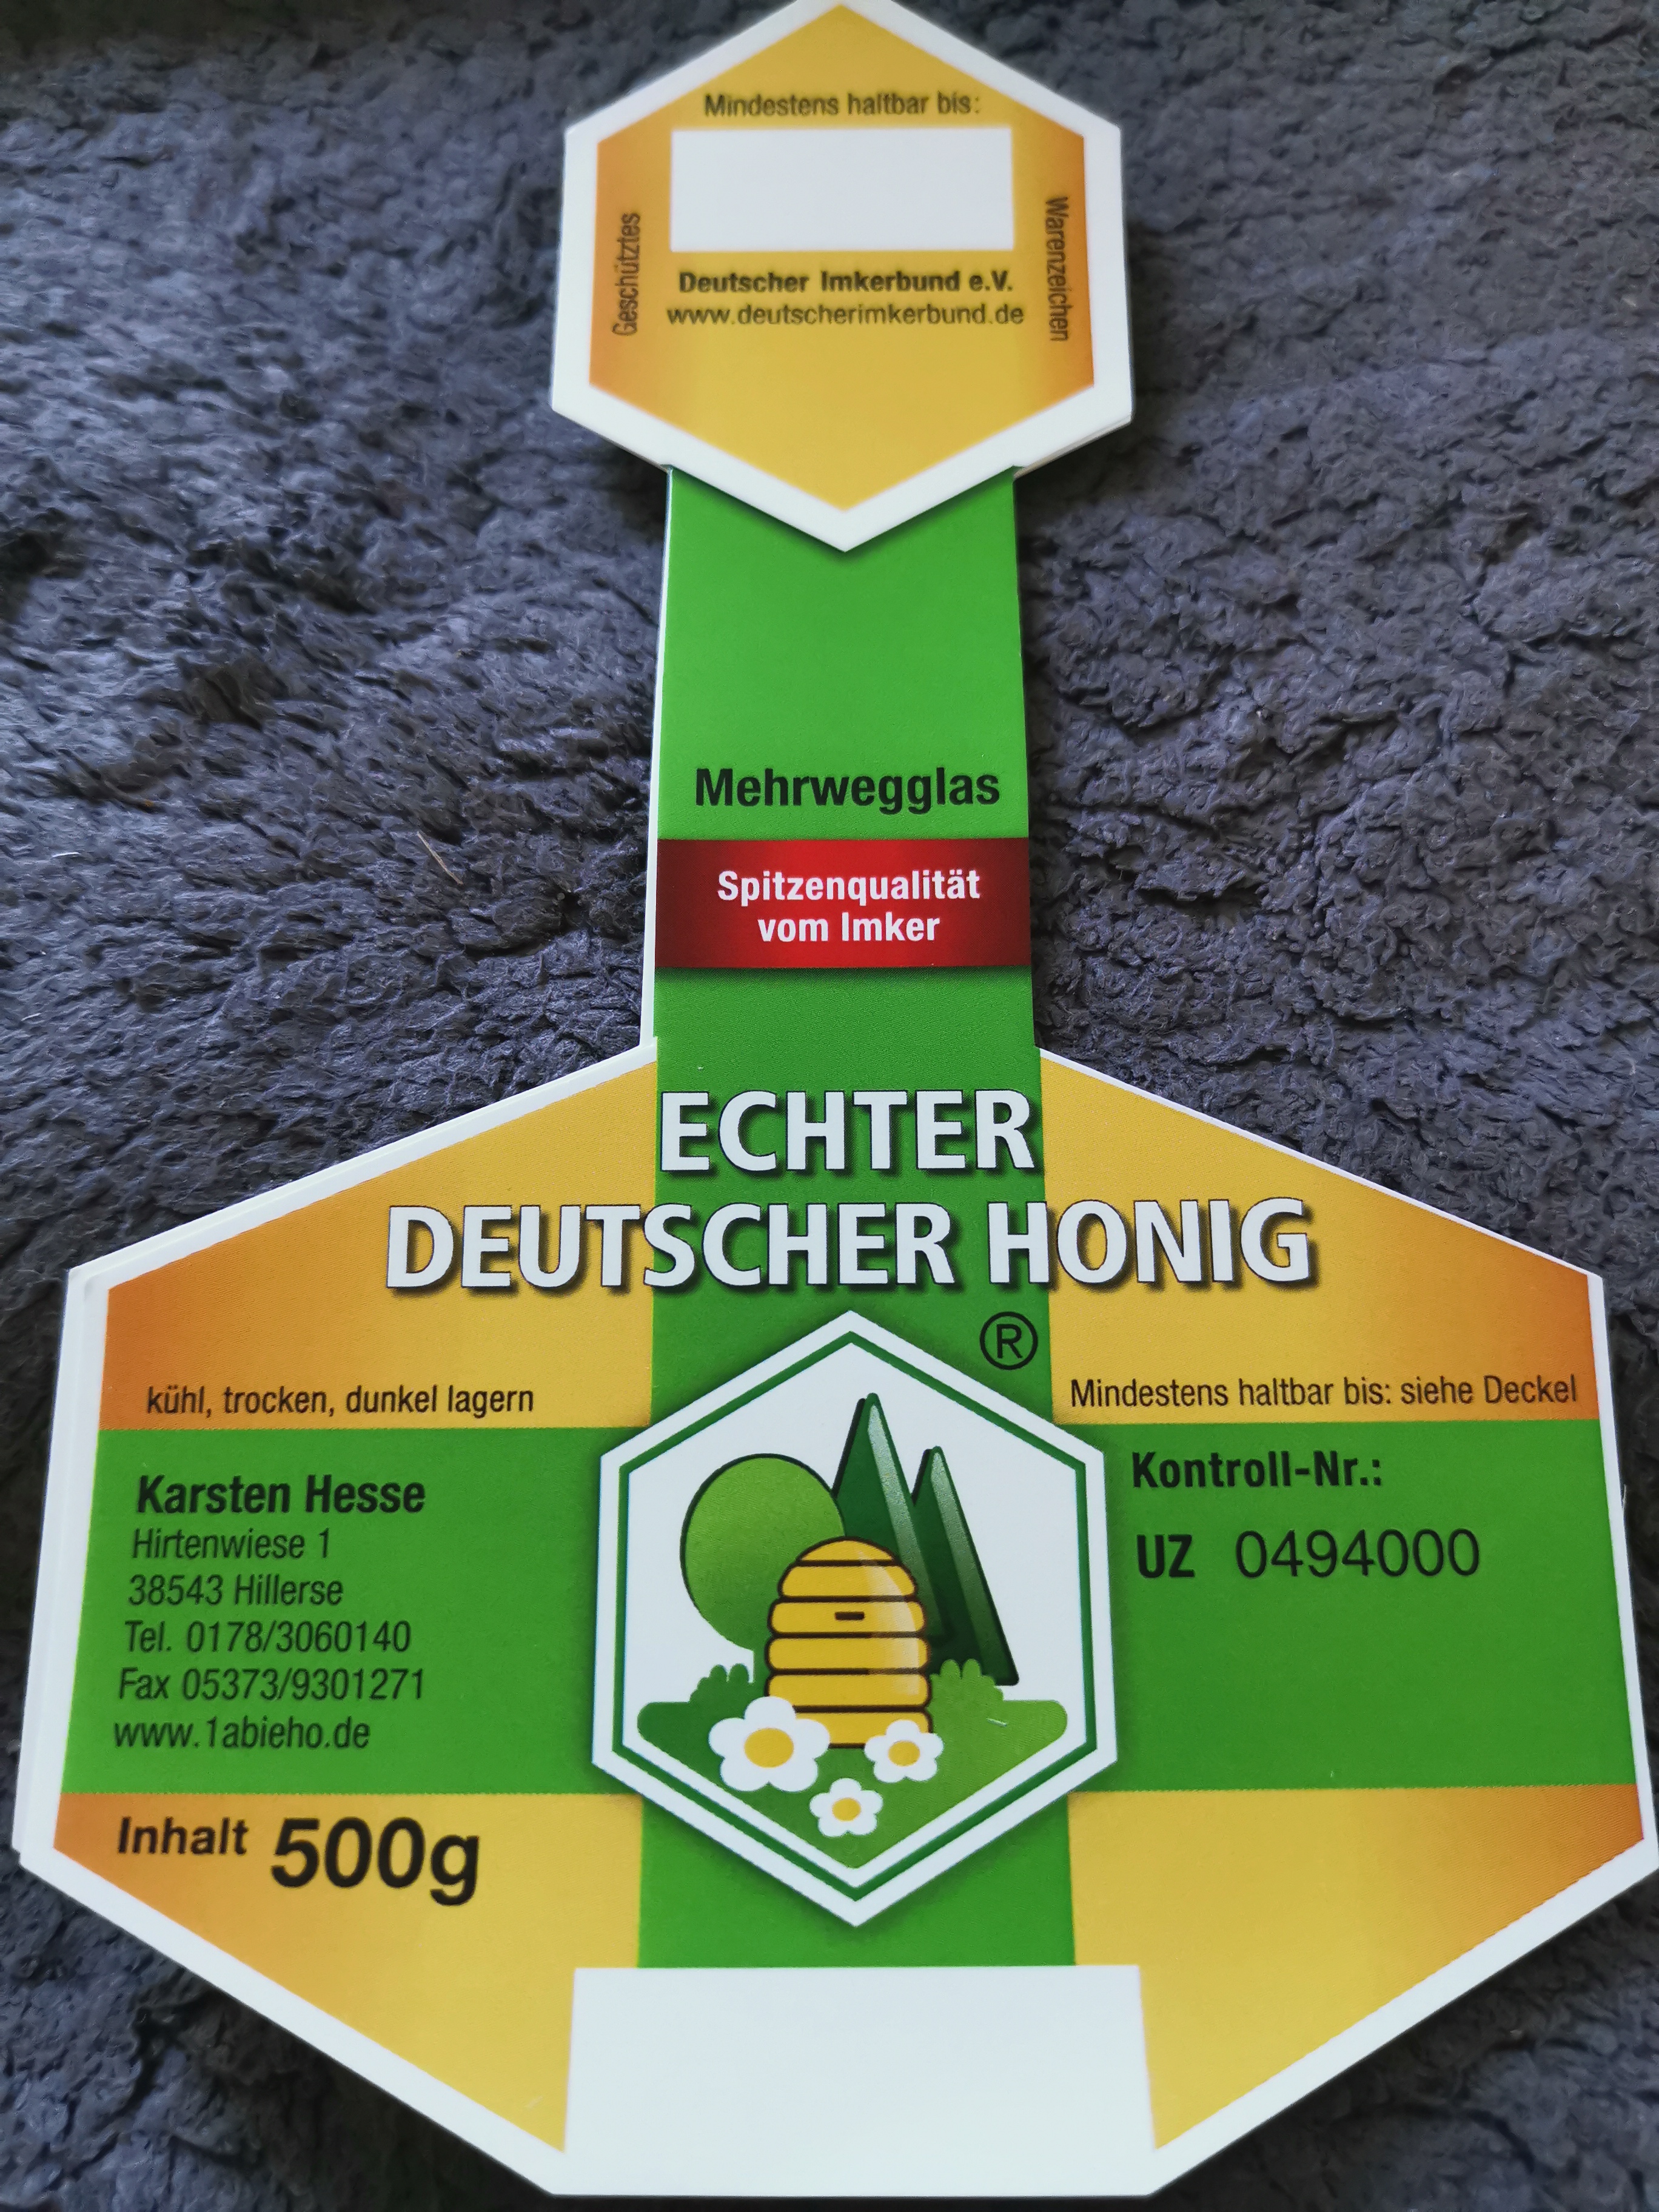 Mindestens haltbar bis:
Geschütztes
Warenzeichen
Deutscher Imkerbund e.V.
www.deutscherimkerbund.de
Mehrwegglas
Spitzenqualität
vom Imker
ECHTER
DEUTSCHER HONIG
®
kühl, trocken, dunkel lagern
Mindestens haltbar bis: siehe Deckel
Karsten Hesse
Hirtenwiese 1
38543 Hillerse
Tel. 0178/3060140
Fax 05373/9301271
www.1abieho.de
Kontroll-Nr.:
UZ 0494000
Inhalt 500g